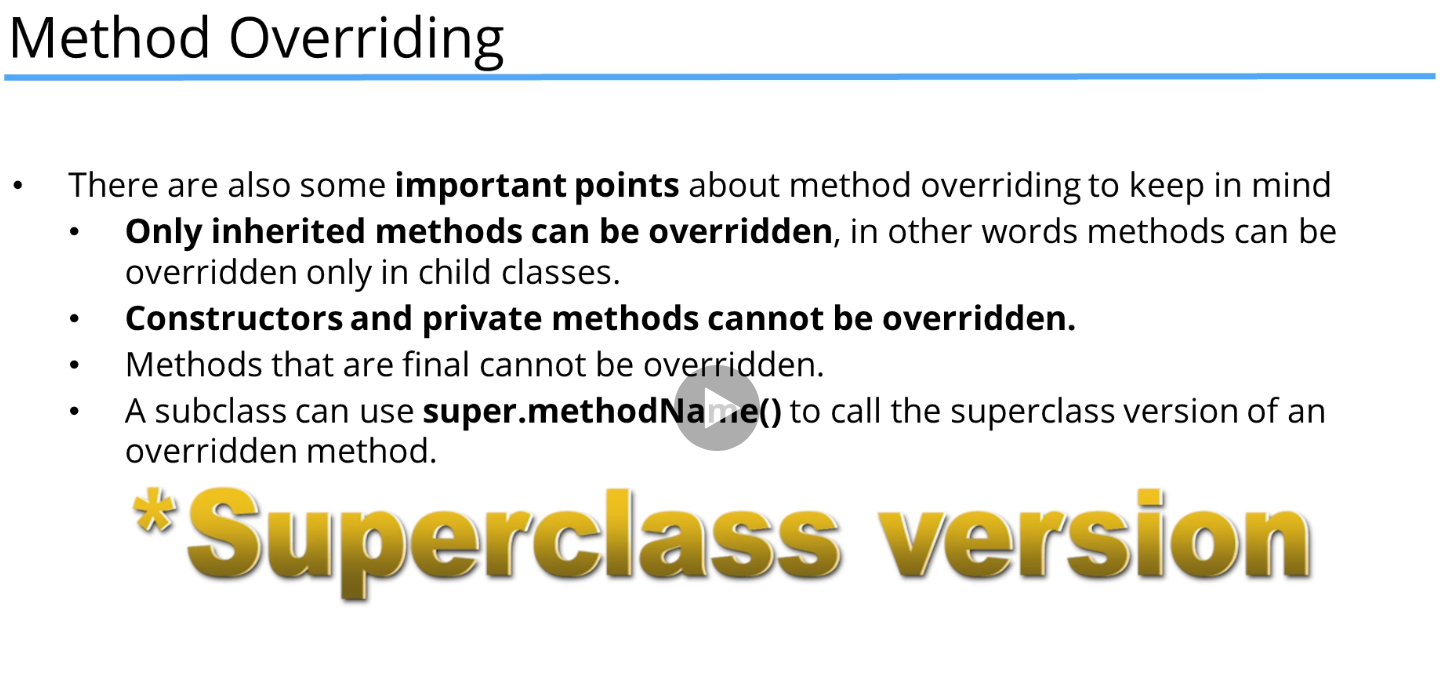 Method Overriding
• There are also some important points about method overriding to keep in mind
• Only inherited methods can be overridden, in other words methods can be
overridden only in child classes.
• Constructors and private methods cannot be overridden.
• Methods that are final cannot be overridden.
• A subclass can use super.methodName() to call the superclass version of an
overridden method.
*Superclass version